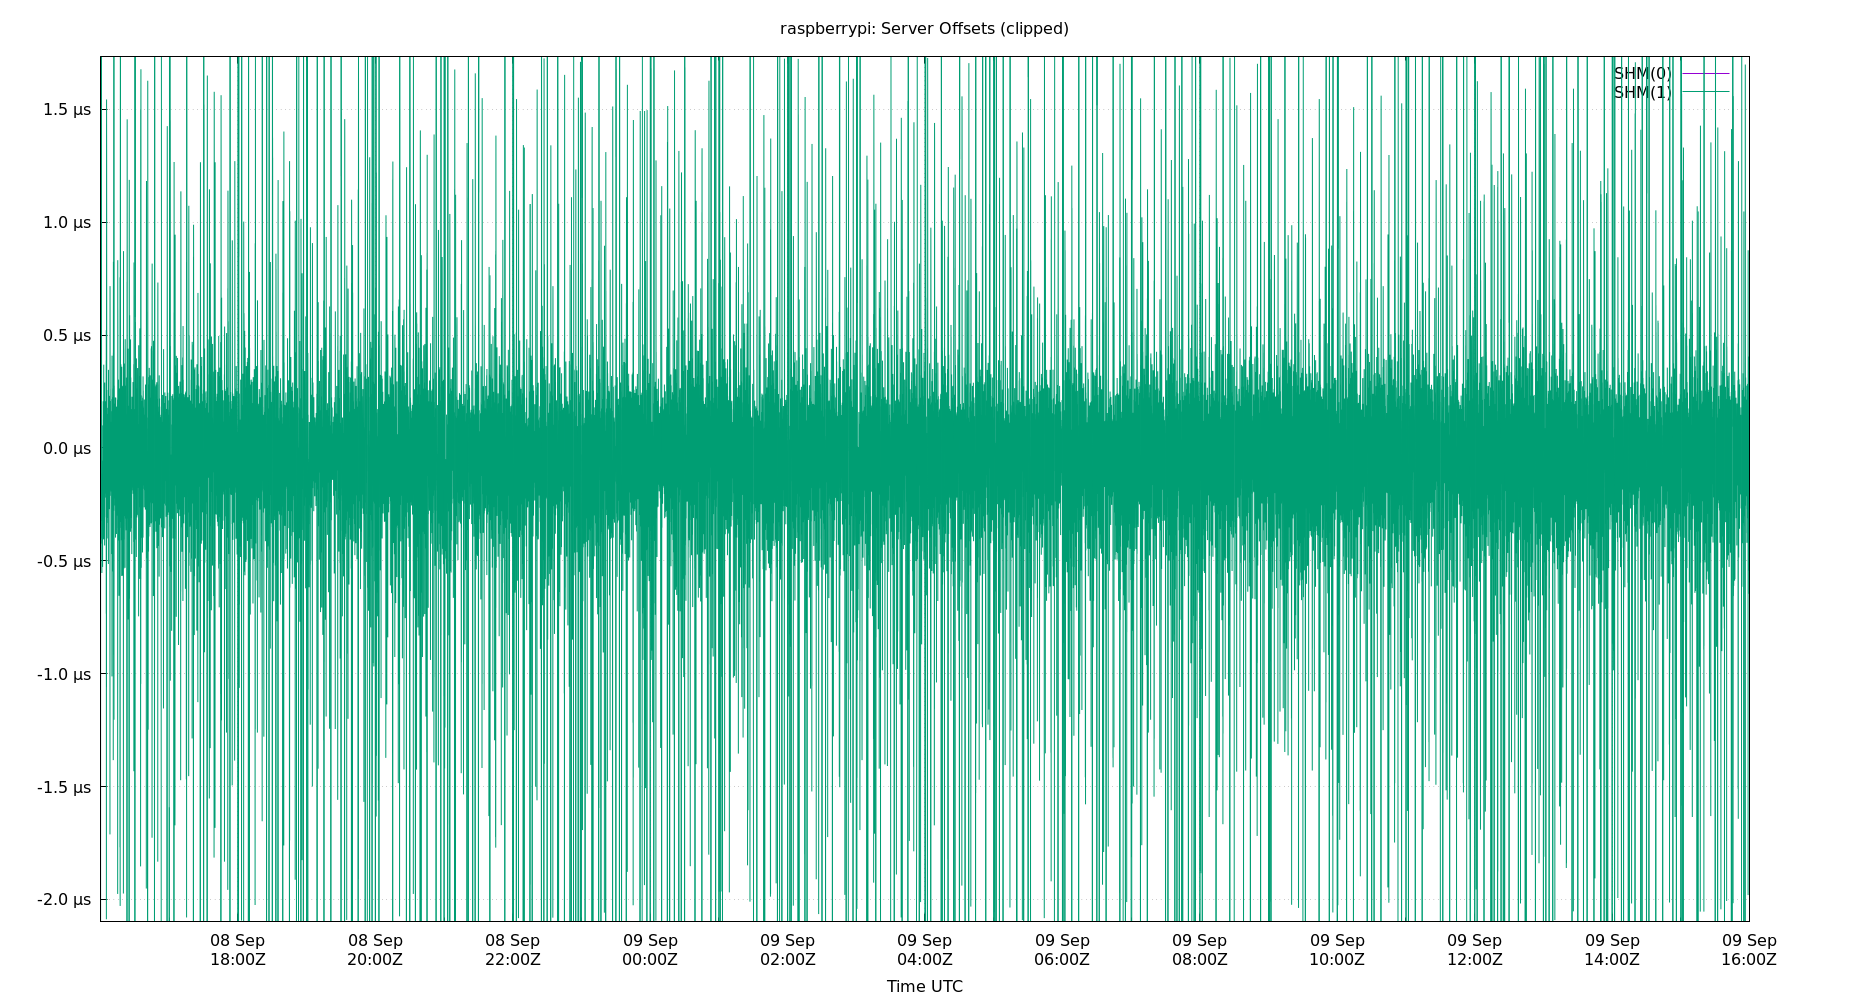 raspberrypi: Server Offsets (clipped)
SHM(0)
SHM(1)
1.5 µs
1.0 µs
0.5 µs
0.0 µs
-0.5 µs
-1.0 µs
-1.5 µs
-2.0 µs
08 Sep 08 Sep 08 Sep 09 Sep 09 Sep 09 Sep 09 Sep 09 Sep 09 Sep 09 Sep 09 Sep 09 Sep
18:00Z 20:00Z 22:00Z 00:00Z 02:00Z 04:00Z 06:00Z 08:00Z 10:00Z 12:00Z 14:00Z 16:00Z
Time UTC